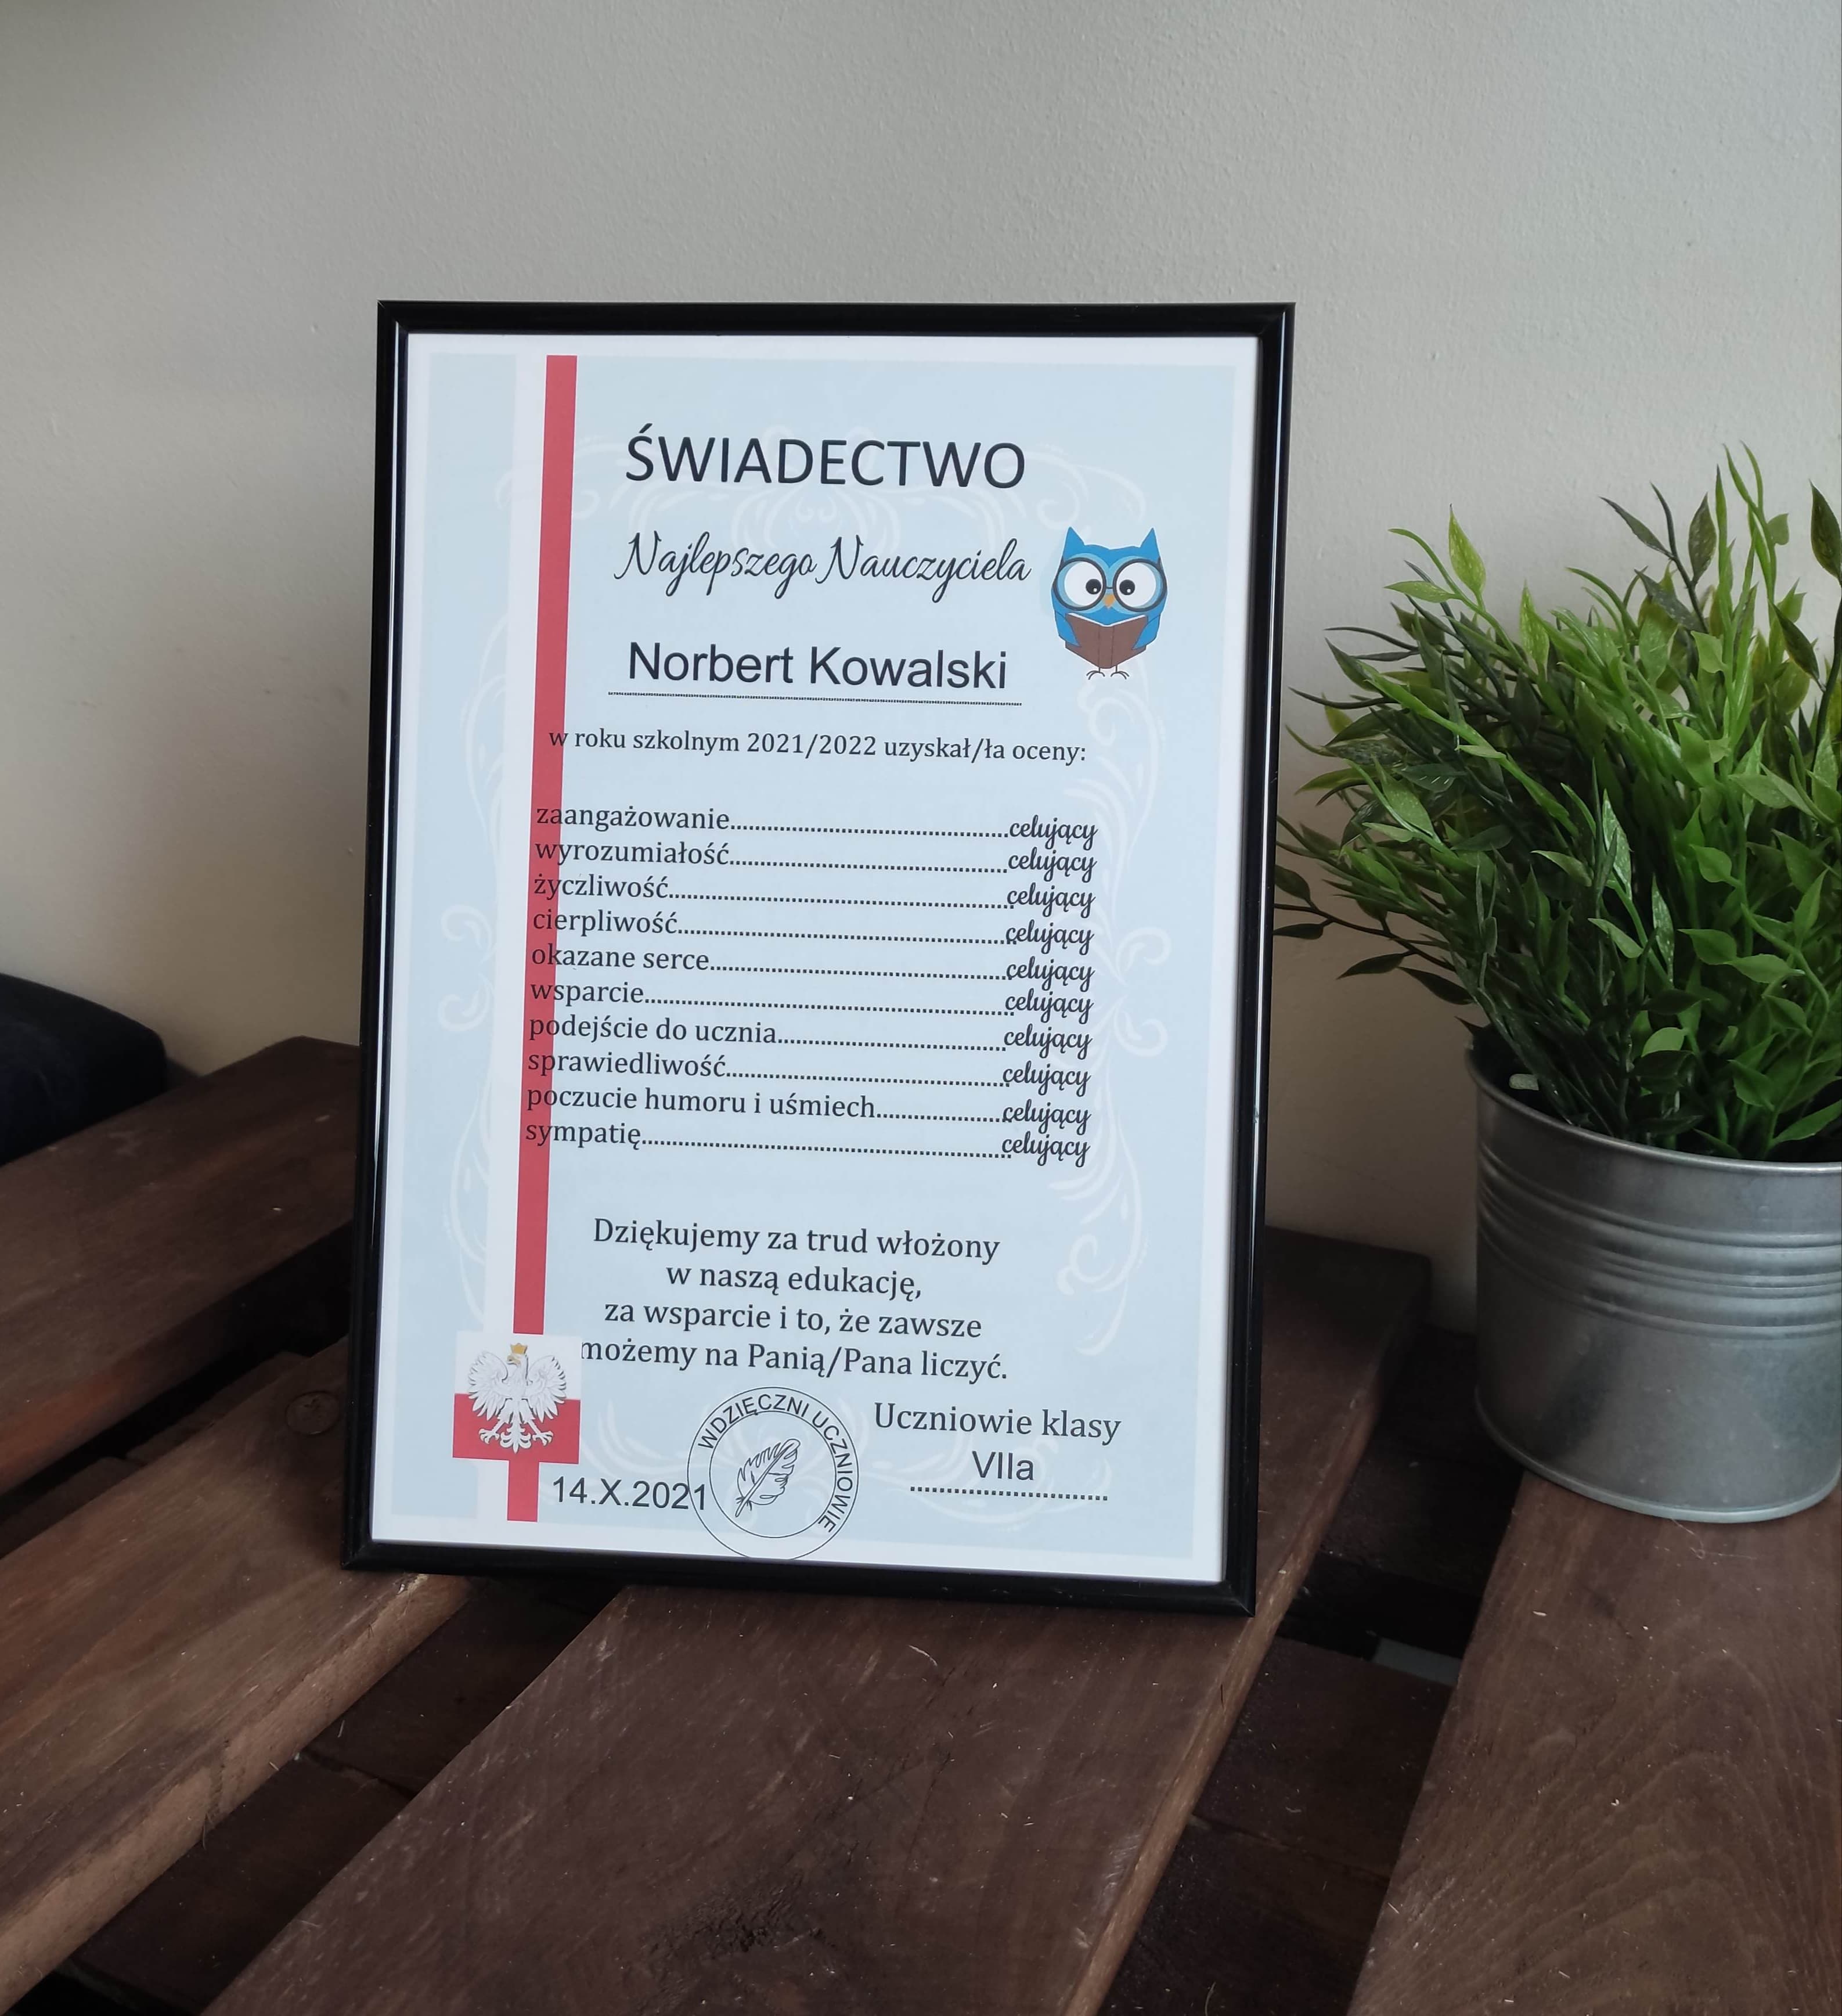 ŚWIADECTWO
Najlepszego Nauczyciela
Norbert Kowalski
w roku szkolnym 2021/2022 uzyskał/ła oceny:
zaangażowanie..............................................celujący
wyrozumiałość..............................................celujący
życzliwość........................................................celujący
cierpliwość......................................................celujący
okazane serce.................................................celujący
wsparcie...........................................................celujący
podejście do ucznia.....................................celujący
sprawiedliwość..............................................celujący
poczucie humoru i uśmiech.....................celujący
sympatię............................................................celujący
Dziękujemy za trud włożony
w naszą edukację,
za wsparcie i to, że zawsze
możemy na Panią/Pana liczyć.
WDZIĘCZNI UCZNIOWIE
Uczniowie klasy
VIIa
14.X.2021